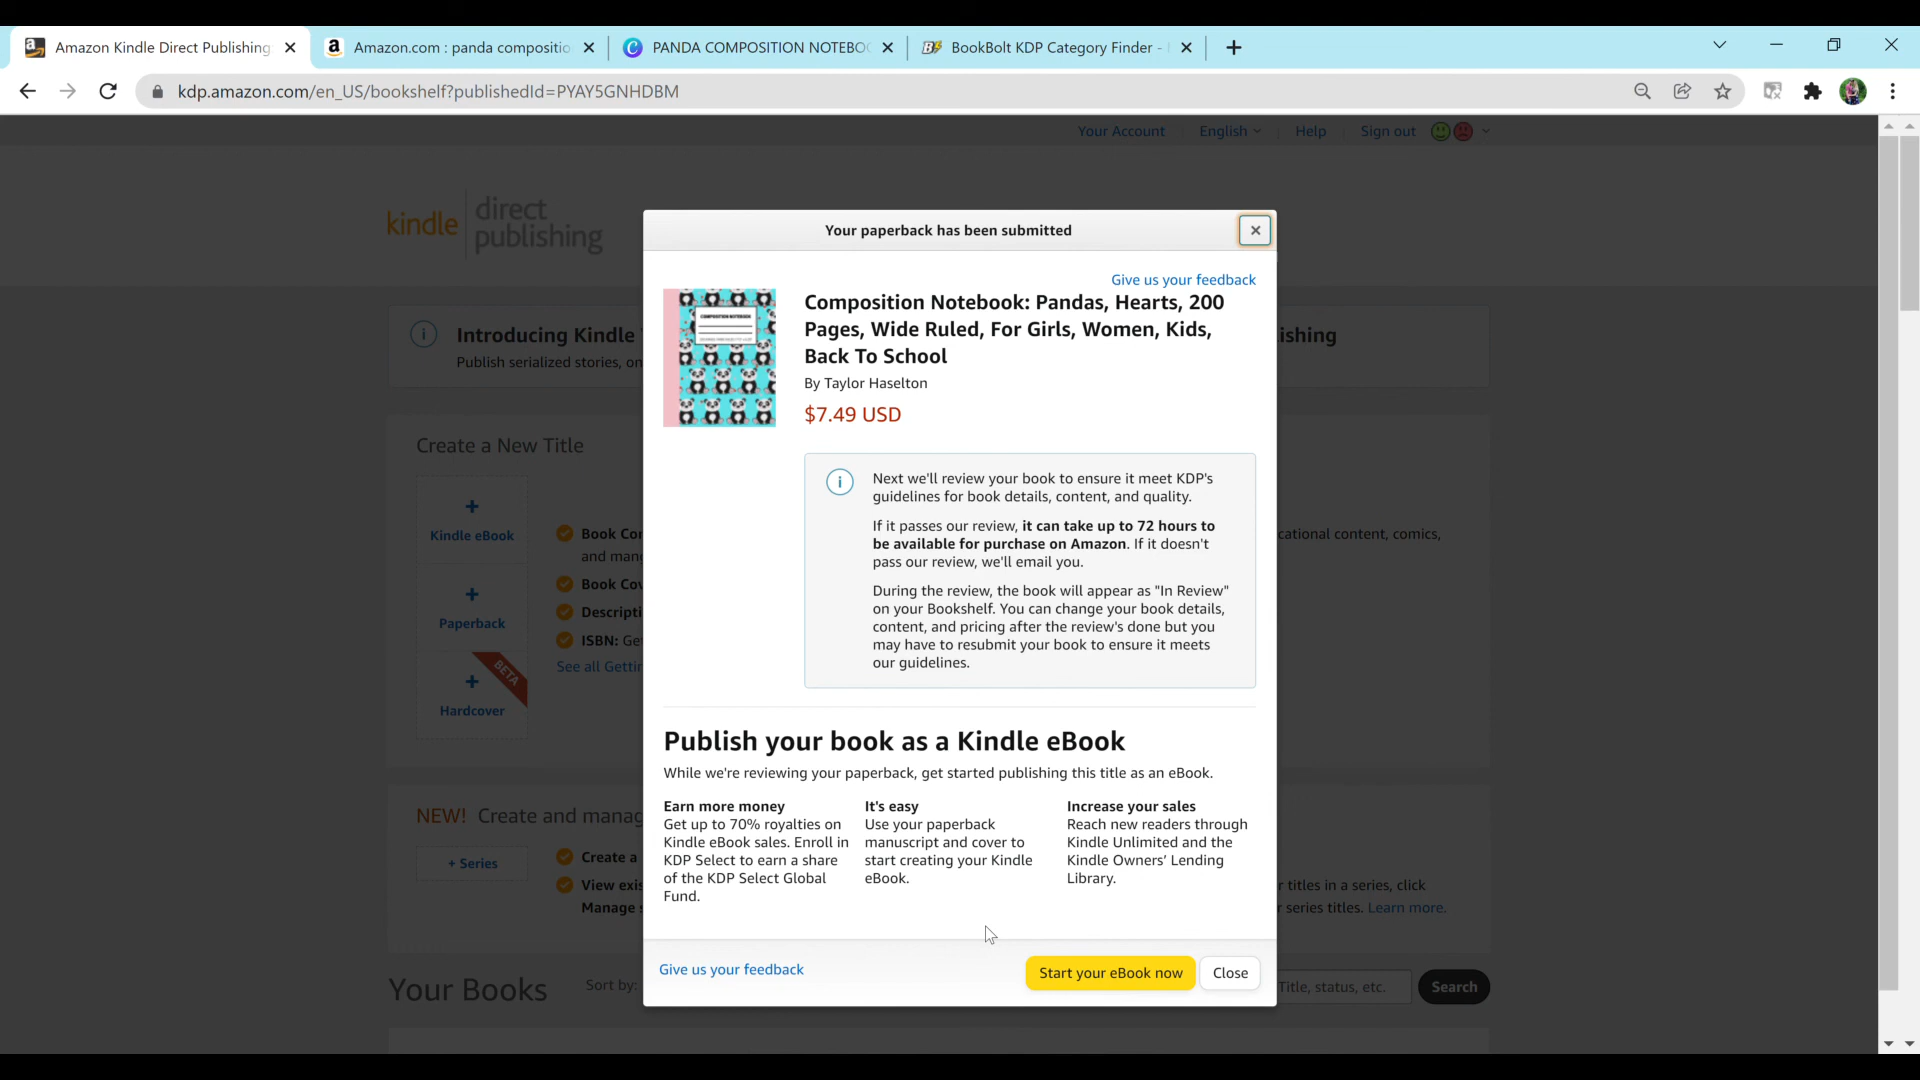 Amazon Kindle Direct Publishing
Amazon.com : panda compositio
PANDA COMPOSITION NOTEBO
BookBolt KDP Category Finder -
kdp.amazon.com/en_US/bookshelf?publishedId=PYAY5GNHDBM
Your Account
English
Help
Sign out
kindle
direct
publishing
Introducing Kindle
ishing
Publish serialized stories, on
Create a New Title
+
Kindle eBook
+
Paperback
BETA
+
Hardcover
Book Co
cational content, comics,
and man
Book Cov
Descripti
ISBN: Ge
See all Gettin
NEW! Create and manag
+ Series
Create a
View exis
r titles in a series, click
Manage s
r series titles. Learn more.
Your Books
Sort by:
Title, status, etc.
Search
Your paperback has been submitted
Give us your feedback
COMPOSITION NOTEBOOK
Composition Notebook: Pandas, Hearts, 200
Pages, Wide Ruled, For Girls, Women, Kids,
Back To School
By Taylor Haselton
$7.49 USD
Next we'll review your book to ensure it meet KDP's
guidelines for book details, content, and quality.
If it passes our review, it can take up to 72 hours to
be available for purchase on Amazon. If it doesn't
pass our review, we'll email you.
During the review, the book will appear as "In Review"
on your Bookshelf. You can change your book details,
content, and pricing after the review's done but you
may have to resubmit your book to ensure it meets
our guidelines.
Publish your book as a Kindle eBook
While we're reviewing your paperback, get started publishing this title as an eBook.
Earn more money
Get up to 70% royalties on
Kindle eBook sales. Enroll in
KDP Select to earn a share
of the KDP Select Global
Fund.
It's easy
Use your paperback
manuscript and cover to
start creating your Kindle
eBook.
Increase your sales
Reach new readers through
Kindle Unlimited and the
Kindle Owners' Lending
Library.
Give us your feedback
Start your eBook now
Close